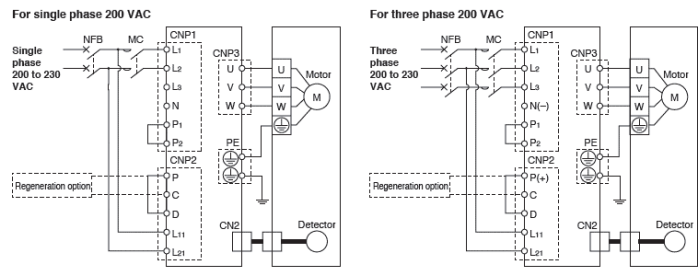 For single phase 200 VAC
NFB MC
CNP1
Single
phase
200 to 230
VAC
L1
L2
L3
N
P1
P2
CNP3
U
V
W
U
V
W
Motor
M
PE
CNP2
Regeneration option
P
C
D
L11
L21
CN2
Detector
For three phase 200 VAC
NFB MC
CNP1
Three
phase
200 to 230
VAC
L1
L2
L3
N(−)
P1
P2
CNP3
U
V
W
U
V
W
Motor
M
PE
CNP2
Regeneration option
P(+)
C
D
L11
L21
CN2
Detector